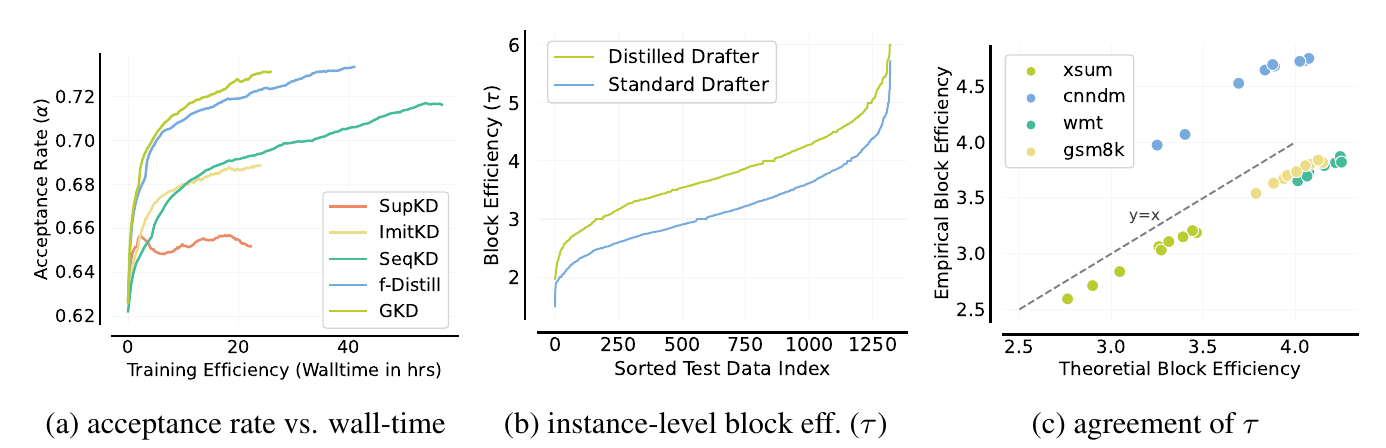 0.72
0.70
0.68
0.66
0.64
0.62
Acceptance Rate (α)
0
20
40
Training Efficiency (Walltime in hrs)
SupKD
ImitKD
SeqKD
f-Distill
GKD
(a) acceptance rate vs. wall-time
6
5
4
3
2
Block Efficiency (τ)
Distilled Drafter
Standard Drafter
0
250
500
750
1000
1250
Sorted Test Data Index
(b) instance-level block eff. (τ)
4.5
4.0
3.5
3.0
2.5
Empirical Block Efficiency
xsum
cnndm
wmt
gsm8k
y=x
2.5
3.0
3.5
4.0
Theoretial Block Efficiency
(c) agreement of τ